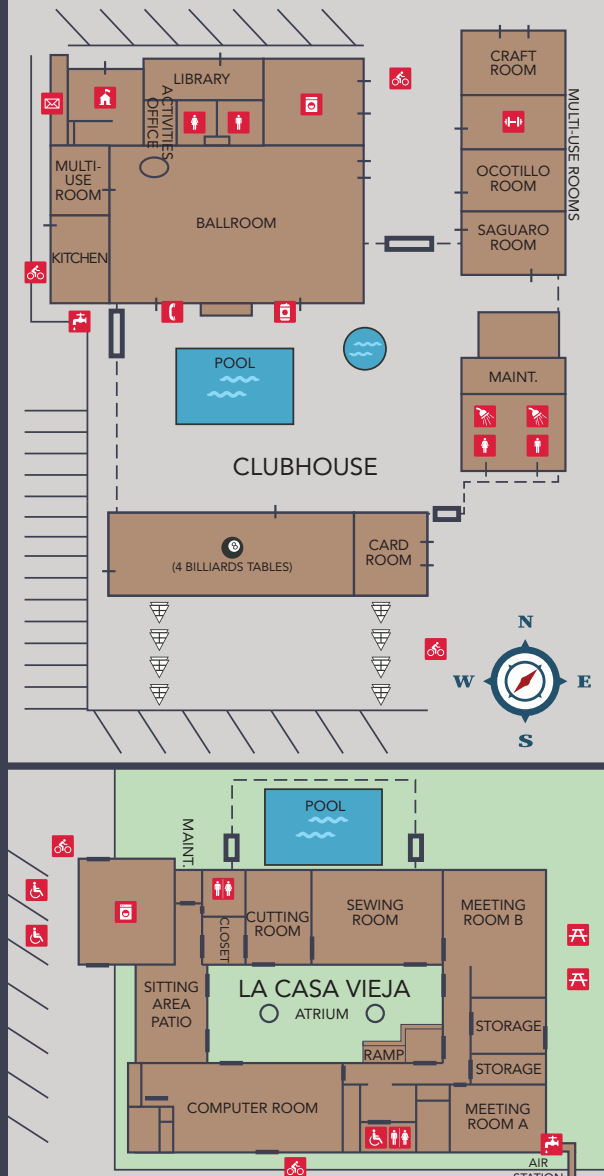 LIBRARY
ACTIVITIES
OFFICE
MULTI-
USE
ROOM
KITCHEN
BALLROOM
CRAFT
ROOM
MULTI-USE ROOMS
OCOTILLO
ROOM
SAGUARO
ROOM
POOL
MAINT.
CLUBHOUSE
8
(4 BILLIARDS TABLES)
CARD
ROOM
N
W
E
S
POOL
MAINT.
CLOSET
CUTTING
ROOM
SEWING
ROOM
MEETING
ROOM B
SITTING
AREA
PATIO
LA CASA VIEJA
ATRIUM
STORAGE
RAMP
STORAGE
COMPUTER ROOM
MEETING
ROOM A
AIR
STATION